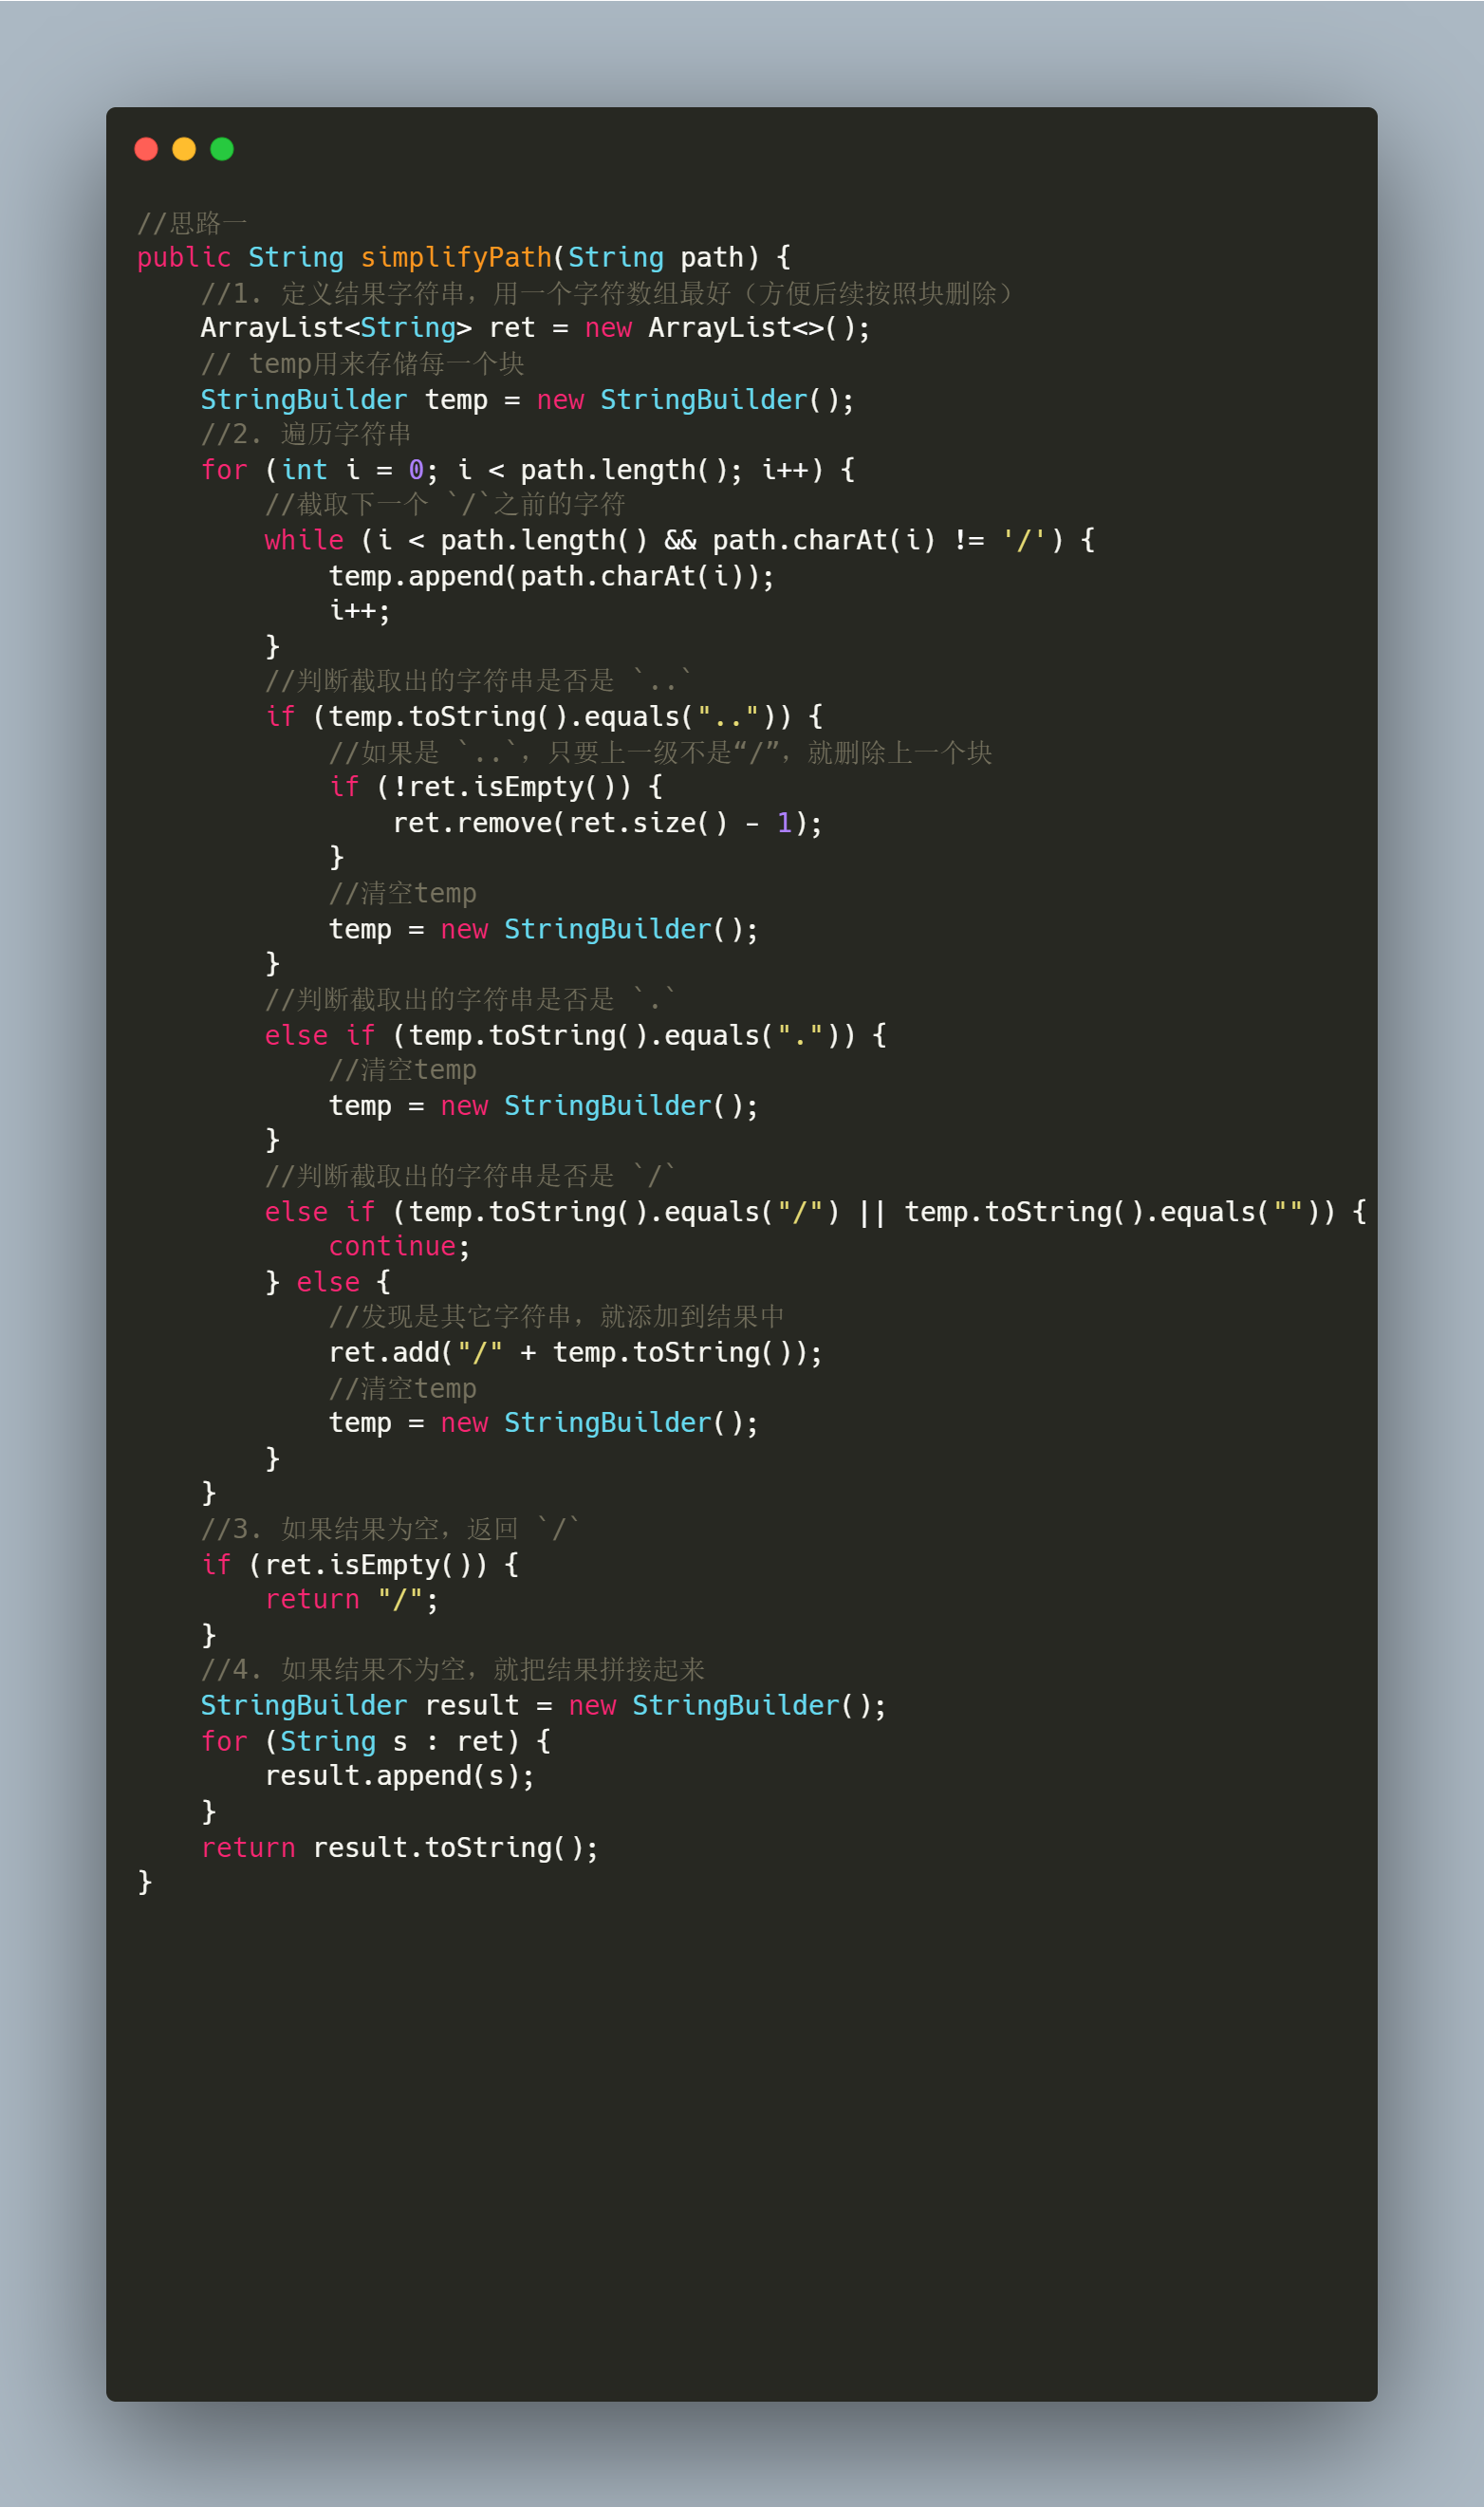 //思路一
public String simplifyPath(String path) {
    //1. 定义结果字符串，用一个字符数组最好（方便后续按照块删除）
    ArrayList<String> ret = new ArrayList<>();
    // temp用来存储每一个块
    StringBuilder temp = new StringBuilder();
    //2. 遍历字符串
    for (int i = 0; i < path.length(); i++) {
        //截取下一个 `/`之前的字符
        while (i < path.length() && path.charAt(i) != '/') {
            temp.append(path.charAt(i));
            i++;
        }
        //判断截取出的字符串是否是 `..`
        if (temp.toString().equals("..")) {
            //如果是 `..`，只要上一级不是“/”，就删除上一个块
            if (!ret.isEmpty()) {
                ret.remove(ret.size() - 1);
            }
            //清空temp
            temp = new StringBuilder();
        }
        //判断截取出的字符串是否是 `.`
        else if (temp.toString().equals(".")) {
            //清空temp
            temp = new StringBuilder();
        }
        //判断截取出的字符串是否是 `/`
        else if (temp.toString().equals("/") || temp.toString().equals("")) {
            continue;
        } else {
            //发现是其它字符串，就添加到结果中
            ret.add("/" + temp.toString());
            //清空temp
            temp = new StringBuilder();
        }
    }
    //3. 如果结果为空，返回 `/`
    if (ret.isEmpty()) {
        return "/";
    }
    //4. 如果结果不为空，就把结果拼接起来
    StringBuilder result = new StringBuilder();
    for (String s : ret) {
        result.append(s);
    }
    return result.toString();
}